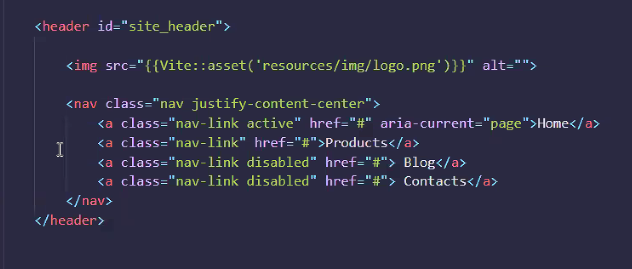 <header id="site_header">
<img src="{{Vite::asset('resources/img/logo.png')}}" alt="">
<nav class="nav justify-content-center">
<a class="nav-link active" href="#" aria-current="page">Home</a>
<a class="nav-link" href="#">Products</a>
<a class="nav-link disabled" href="#"> Blog</a>
<a class="nav-link disabled" href="#"> Contacts</a>
</nav>
</header>